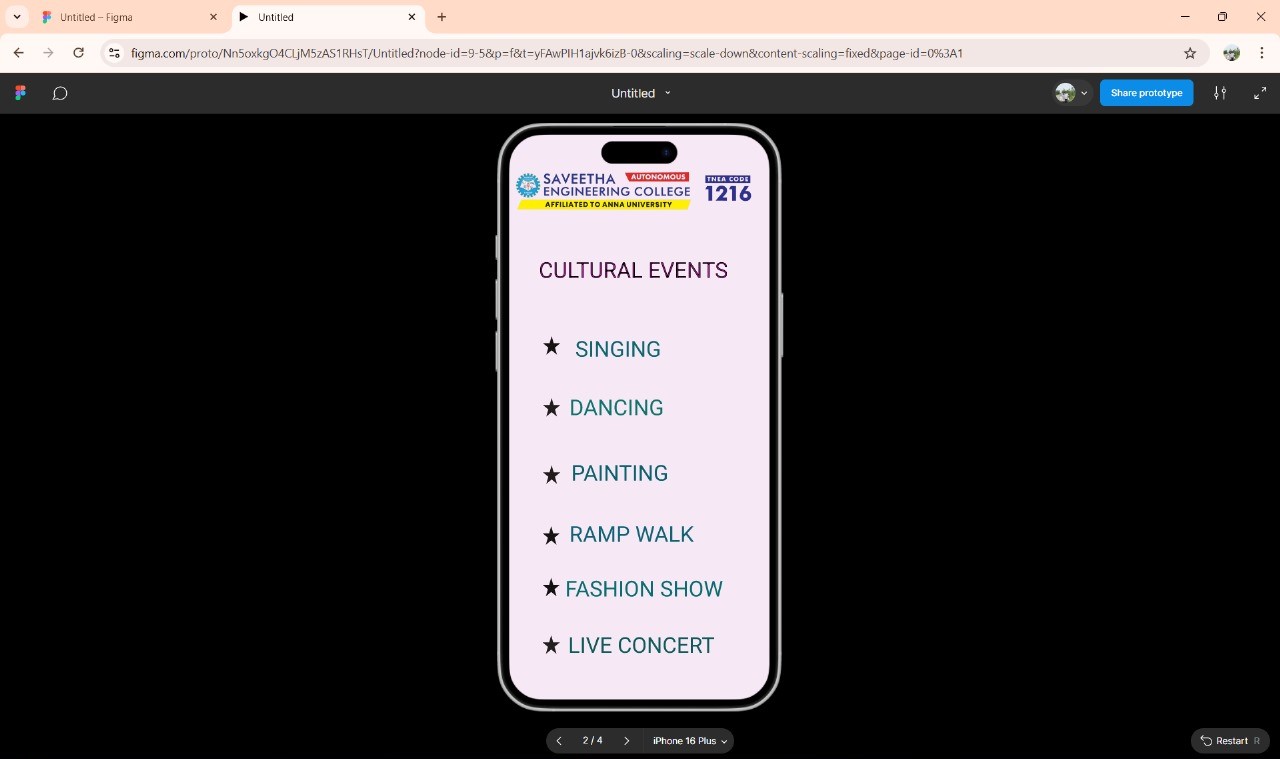 Untitled – Figma
Untitled
figma.com/proto/Nn5oxkgO4CLjM5zAS1RHsT/Untitled?node-id=9-5&p=f&t=yFAwPIH1ajvk6izB-0&scaling=scale-down&content-scaling=fixed&page-id=0%3A1
Untitled
Share prototype
SAVEETHA AUTONOMOUS
ENGINEERING COLLEGE
AFFILIATED TO ANNA UNIVERSITY
TNEA CODE
1216
CULTURAL EVENTS
SINGING
DANCING
PAINTING
RAMP WALK
FASHION SHOW
LIVE CONCERT
2 / 4
iPhone 16 Plus
Restart R